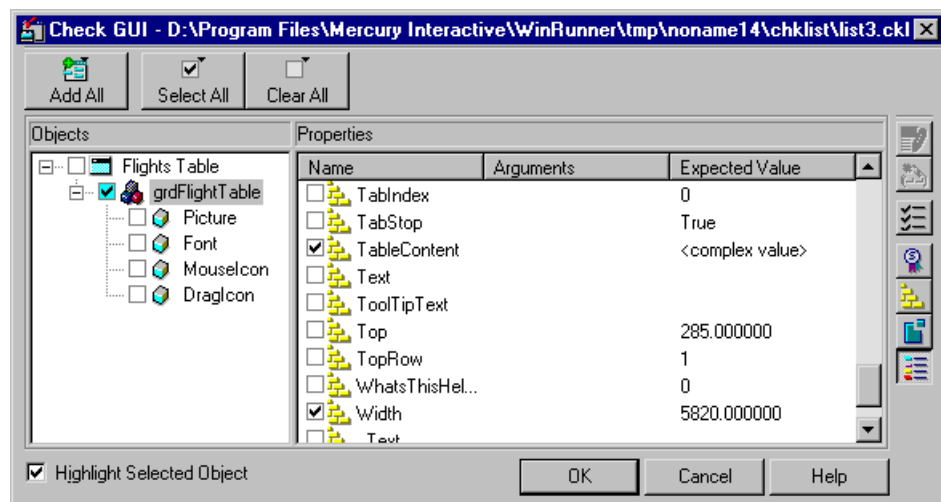 Check GUI - D:\Program Files\Mercury Interactive\WinRunner\tmp\noname14\chklist\list3.ckl
Add All
Select All
Clear All
Objects
Properties
Flights Table
grdFlightTable
Picture
Font
MouseIcon
DragIcon
Name Arguments Expected Value
TabIndex 0
TabStop True
TableContent <complex value>
Text
ToolTipText
Top 285.000000
TopRow 1
WhatsThisHel... 0
Width 5820.000000
_Text
Highlight Selected Object
OK
Cancel
Help